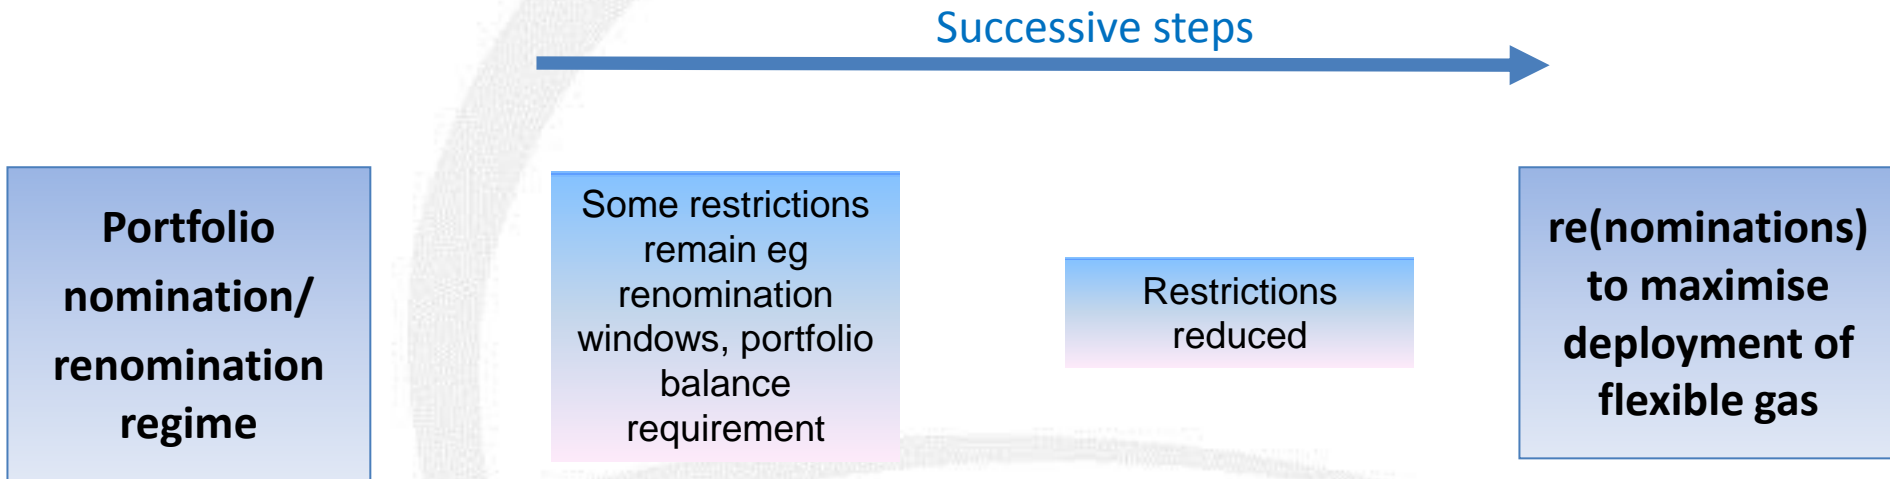 Successive steps
Portfolio
nomination/
renomination
regime
Some restrictions
remain eg
renomination
windows, portfolio
balance
requirement
Restrictions
reduced
re(nominations)
to maximise
deployment of
flexible gas